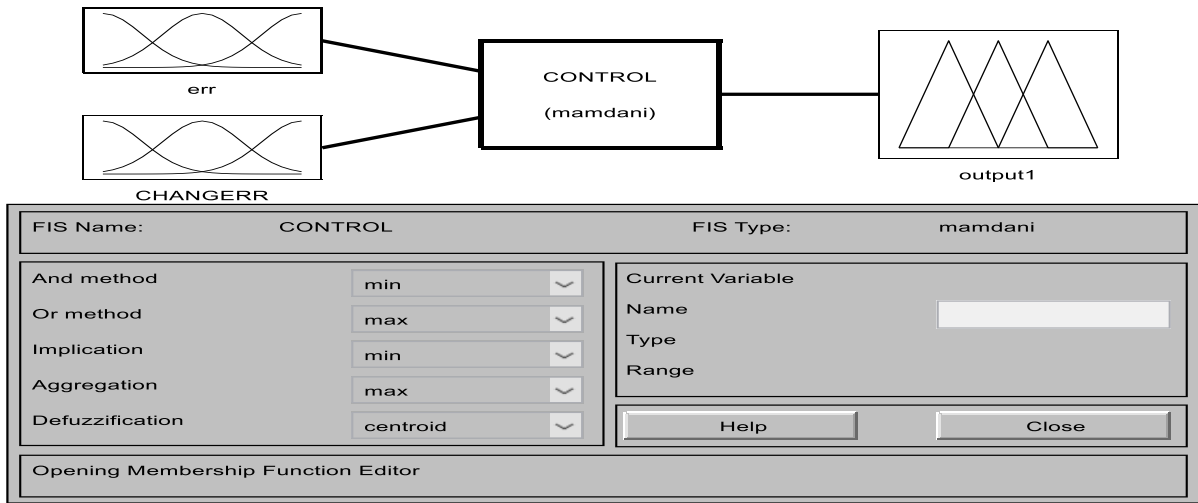 err
CHANGERR
CONTROL
(mamdani)
output1
FIS Name: CONTROL FIS Type: mamdani
And method min
Or method max
Implication min
Aggregation max
Defuzzification centroid
Current Variable
Name
Type
Range
Help Close
Opening Membership Function Editor